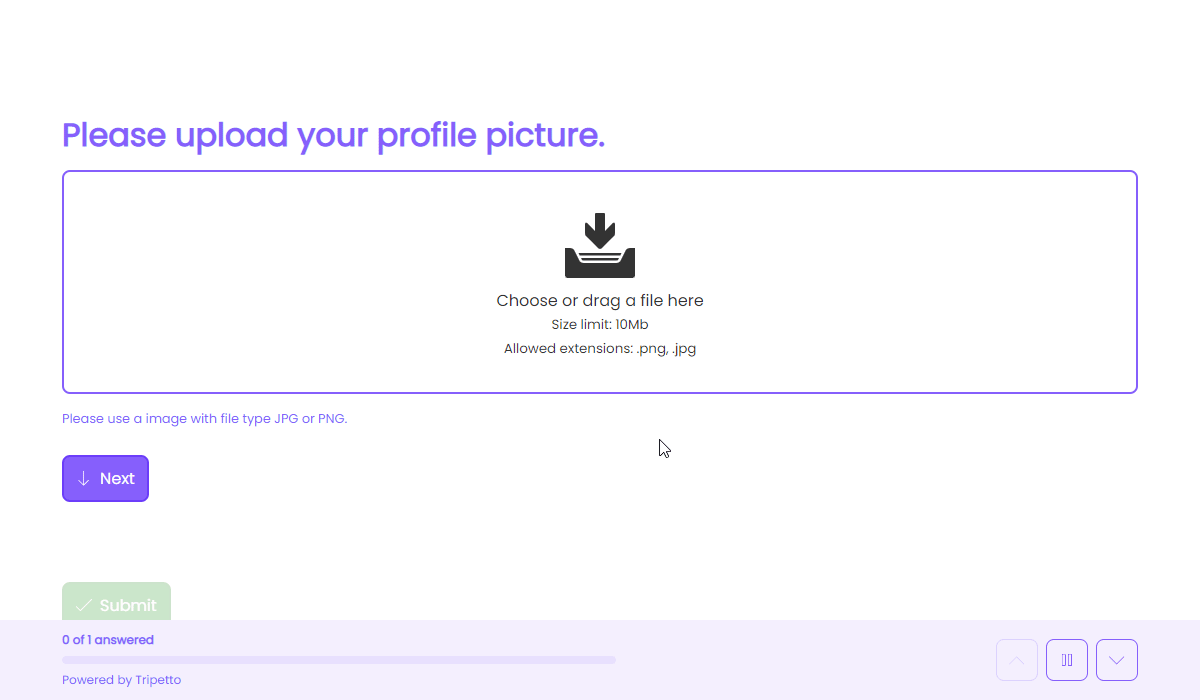 Please upload your profile picture.
Choose or drag a file here
Size limit: 10Mb
Allowed extensions: .png, .jpg
Please use a image with file type JPG or PNG.
Next
Submit
0 of 1 answered
Powered by Tripetto